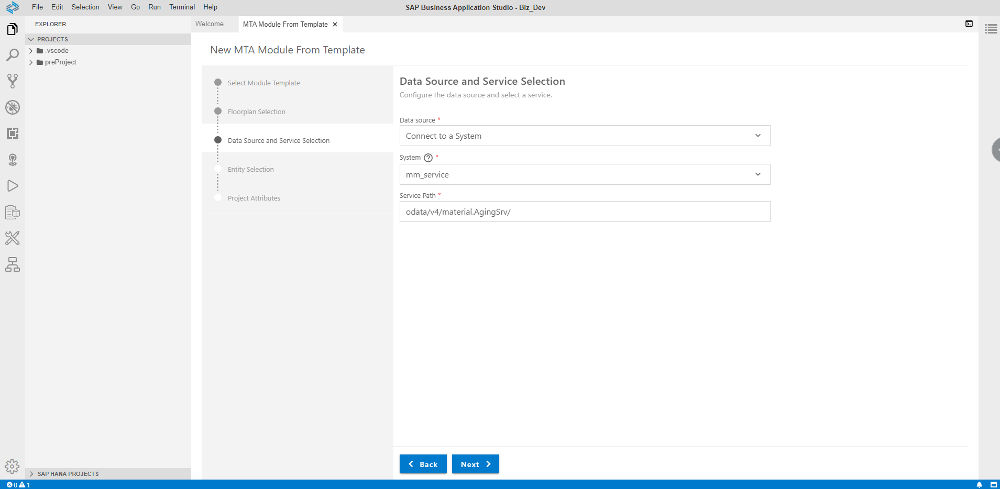 File Edit Selection View Go Run Terminal Help
SAP Business Application Studio - Biz_Dev
EXPLORER
PROJECTS
.vscode
preProject
SAP HANA PROJECTS
Welcome
MTA Module From Template
New MTA Module From Template
Select Module Template
Floorplan Selection
Data Source and Service Selection
Entity Selection
Project Attributes
Data Source and Service Selection
Configure the data source and select a service.
Data source *
Connect to a System
System ? *
mm_service
Service Path *
odata/v4/material.AgingSrv/
Back
Next
0 1